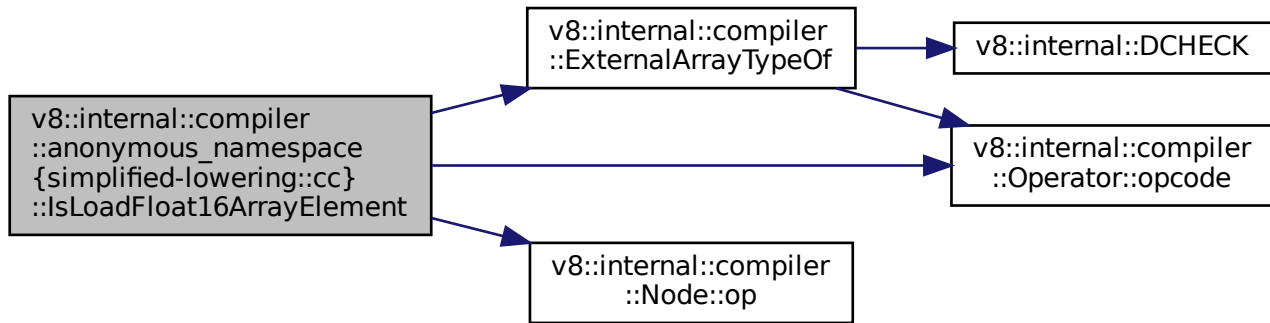 v8::internal::compiler
::anonymous_namespace
{simplified-lowering::cc}
::IsLoadFloat16ArrayElement
v8::internal::compiler
::ExternalArrayTypeOf
v8::internal::DCHECK
v8::internal::compiler
::Operator::opcode
v8::internal::compiler
::Node::op